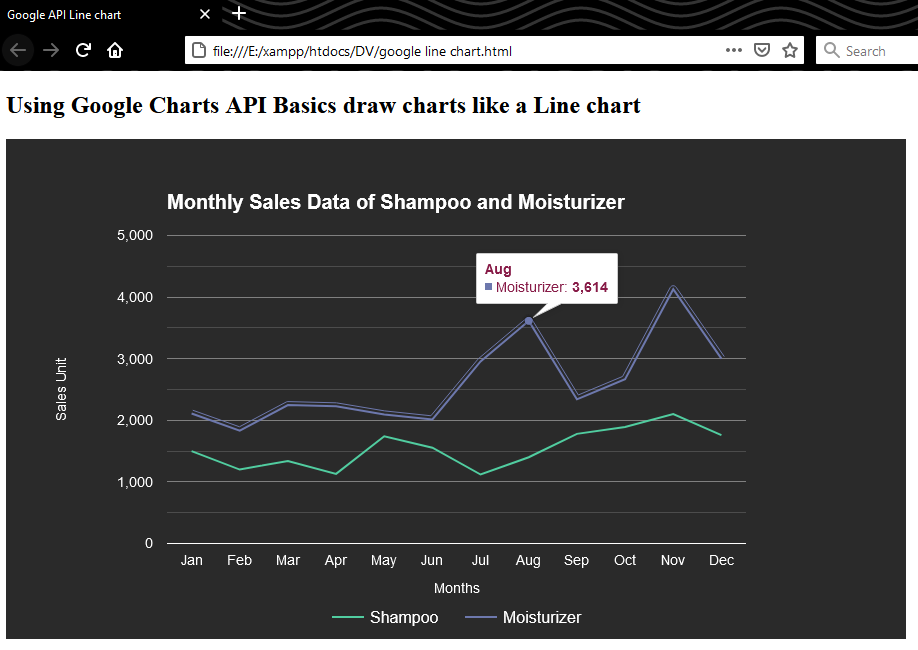 Google API Line chart
file:///E:/xampp/htdocs/DV/google line chart.html
Search
Using Google Charts API Basics draw charts like a Line chart
Monthly Sales Data of Shampoo and Moisturizer
5,000
4,000
3,000
2,000
1,000
0
Sales Unit
Aug
Moisturizer: 3,614
Jan Feb Mar Apr May Jun Jul Aug Sep Oct Nov Dec
Months
Shampoo Moisturizer